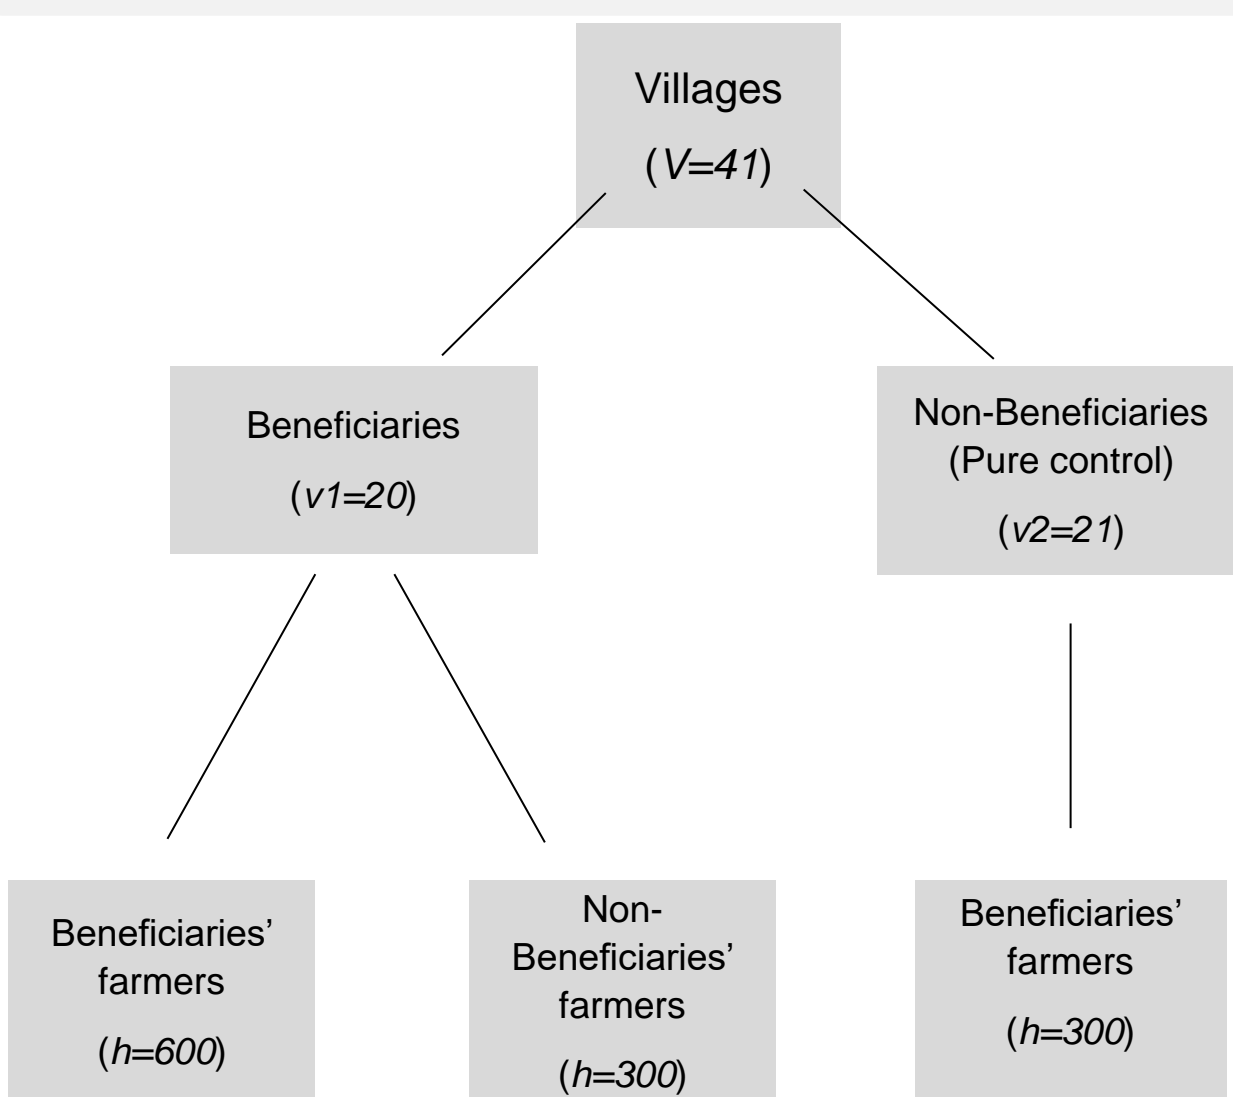 Villages
(V=41)
Beneficiaries
(v1=20)
Non-Beneficiaries
(Pure control)
(v2=21)
Beneficiaries’
farmers
(h=600)
Non-
Beneficiaries’
farmers
(h=300)
Beneficiaries’
farmers
(h=300)